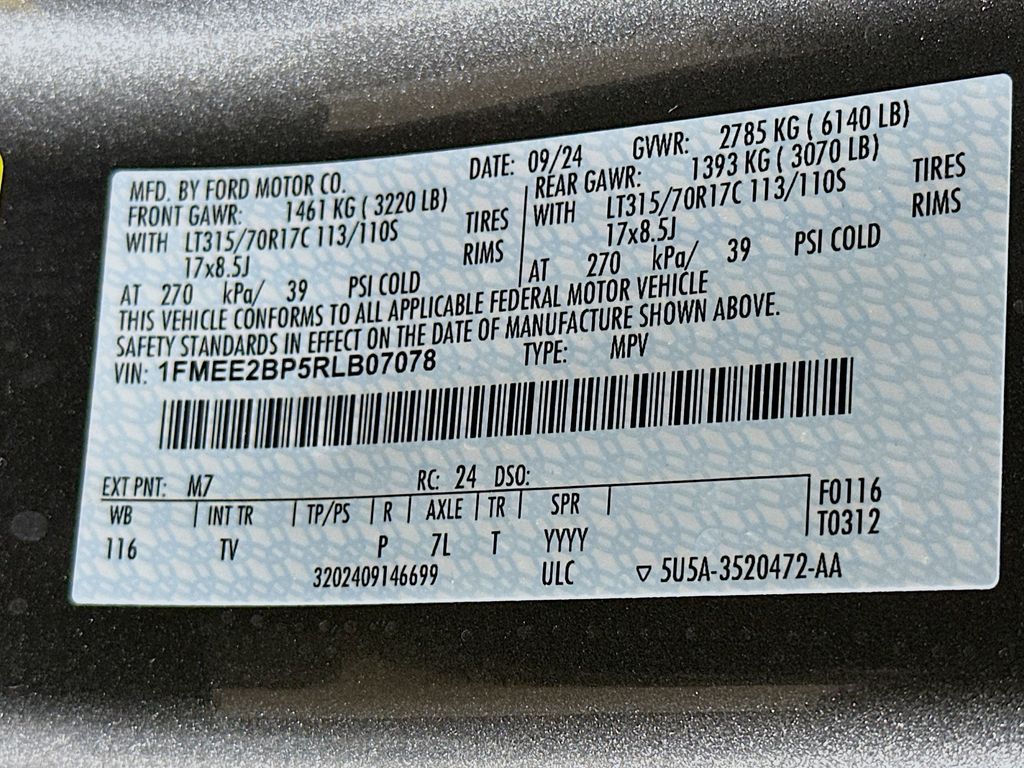 MFD. BY FORD MOTOR CO.
DATE: 09/24 GVWR: 2785 KG ( 6140 LB)
FRONT GAWR: 1461 KG ( 3220 LB)
WITH LT315/70R17C 113/110S TIRES
17x8.5J RIMS
AT 270 kPa/ 39 PSI COLD
REAR GAWR: 1393 KG ( 3070 LB)
WITH LT315/70R17C 113/110S TIRES
17x8.5J RIMS
AT 270 kPa/ 39 PSI COLD
THIS VEHICLE CONFORMS TO ALL APPLICABLE FEDERAL MOTOR VEHICLE
SAFETY STANDARDS IN EFFECT ON THE DATE OF MANUFACTURE SHOWN ABOVE.
VIN: 1FMEE2BP5RLB07078 TYPE: MPV
EXT PNT: M7 RC: 24 DSO:
WB INT TR TP/PS R AXLE TR SPR F0116
T0312
116 TV P 7L T YYYY
3202409146699 ULC ▽ 5U5A-3520472-AA